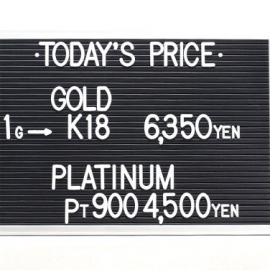 ·TODAY'S PRICE·
GOLD
1G→K18 6,350YEN
PLATINUM
PT900 4,500YEN